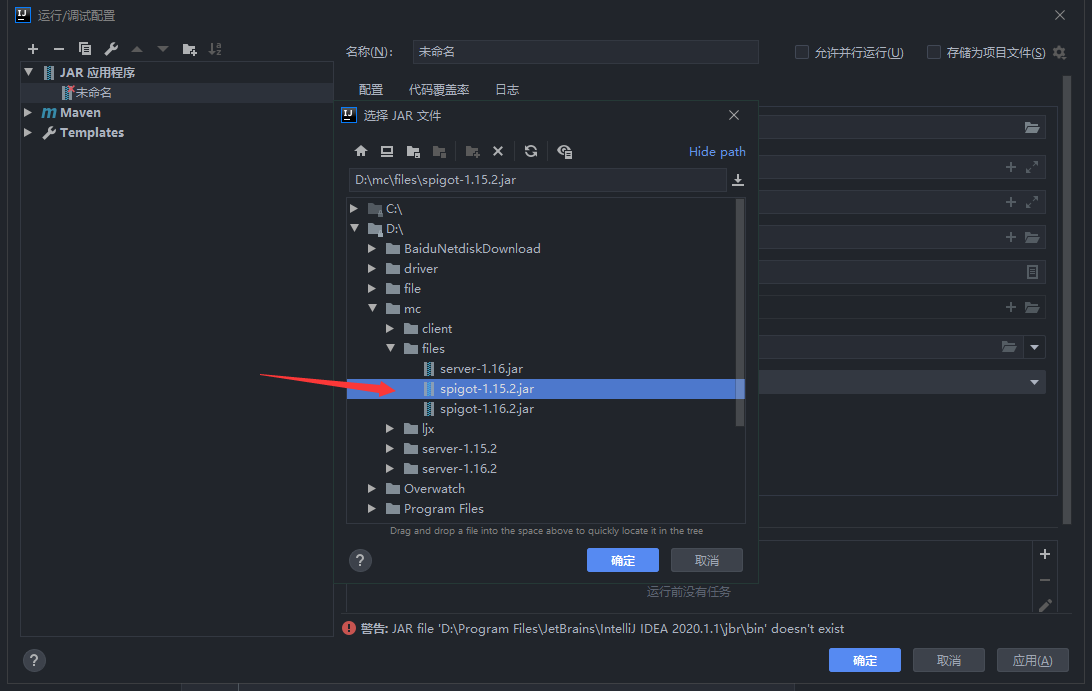 运行/调试配置
名称(N):
未命名
允许并行运行(U)
存储为项目文件(S)
JAR 应用程序
未命名
Maven
Templates
配置
代码覆盖率
日志
选择 JAR 文件
Hide path
D:\mc\files\spigot-1.15.2.jar
C:\
D:\
BaiduNetdiskDownload
driver
file
mc
client
files
server-1.16.jar
spigot-1.15.2.jar
spigot-1.16.2.jar
ljx
server-1.15.2
server-1.16.2
Overwatch
Program Files
Drag and drop a file into the space above to quickly locate it in the tree
?
确定
取消
运行前没有任务
警告: JAR file 'D:\Program Files\JetBrains\IntelliJ IDEA 2020.1.1\jbr\bin' doesn't exist
?
确定
取消
应用(A)